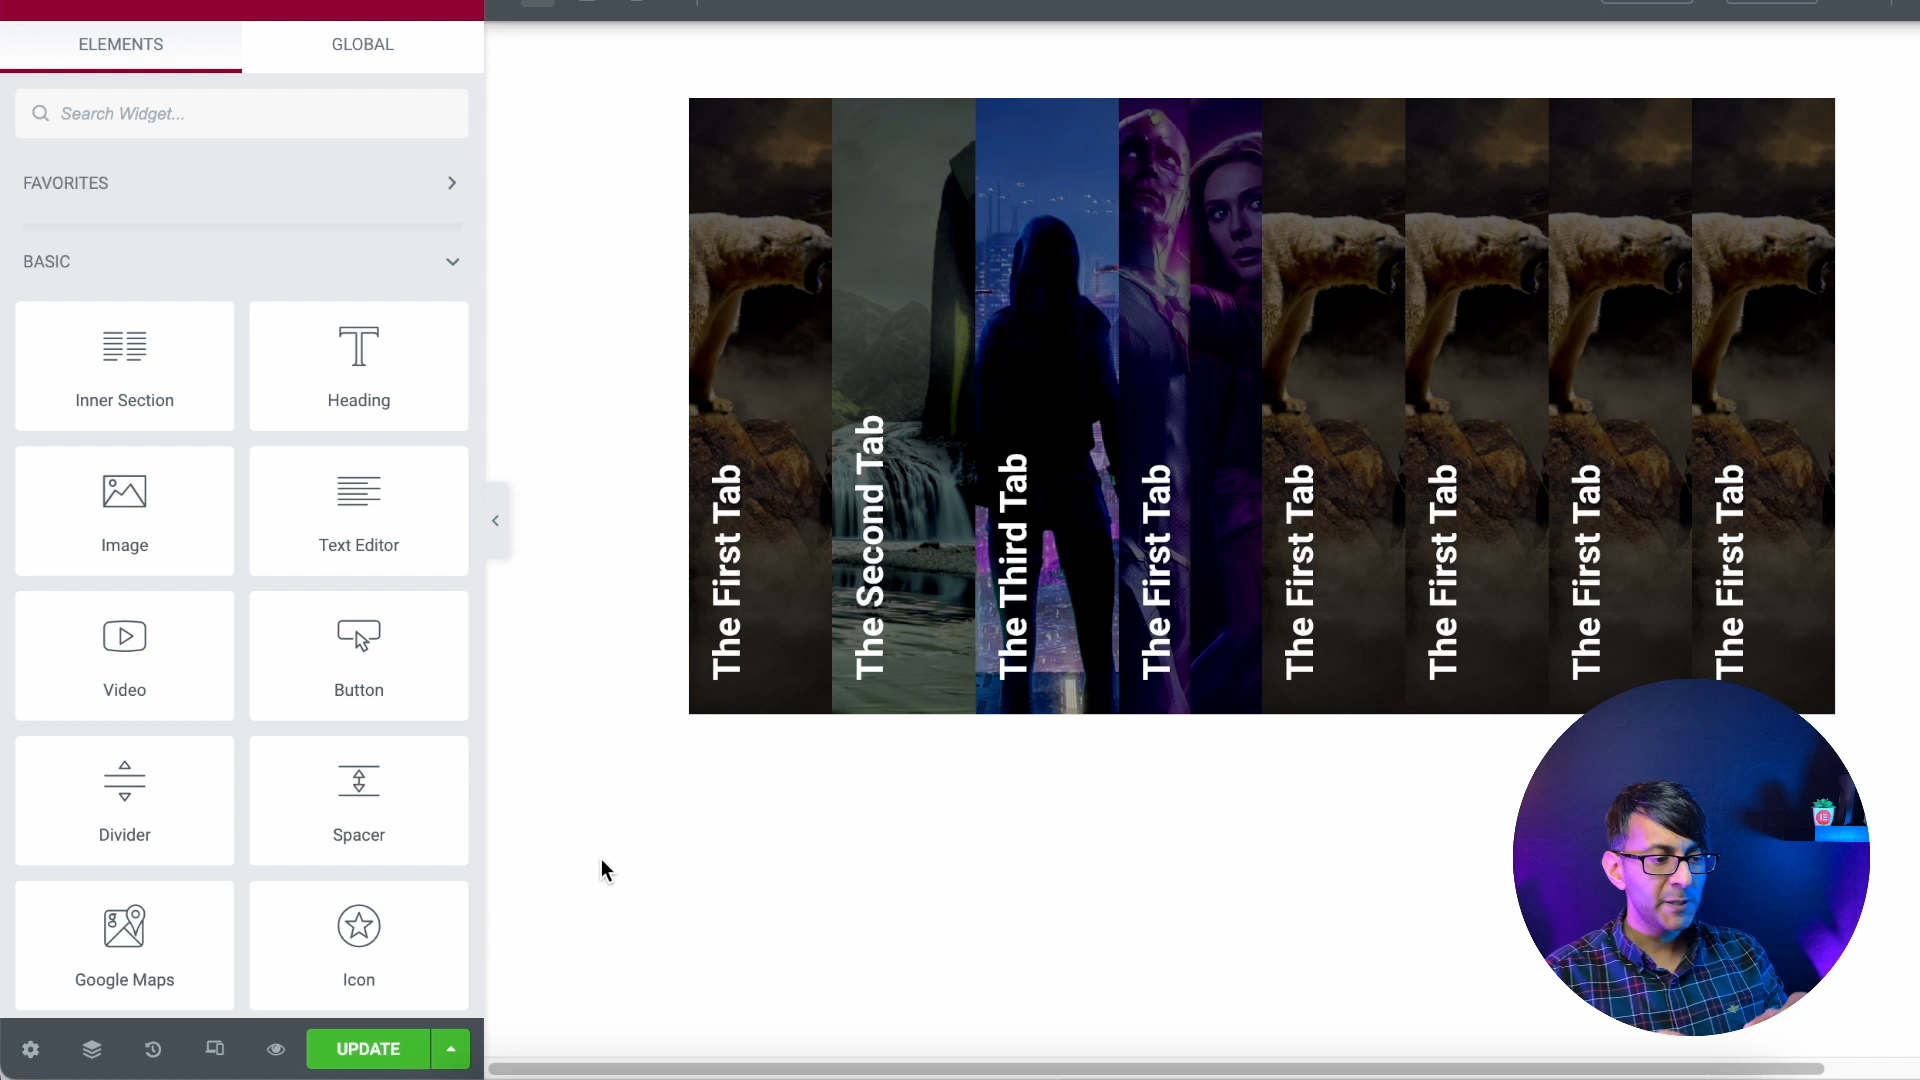 ELEMENTS
GLOBAL
Search Widget...
FAVORITES
BASIC
Inner Section
Heading
Image
Text Editor
Video
Button
Divider
Spacer
Google Maps
Icon
UPDATE
The First Tab
The Second Tab
The Third Tab
The First Tab
The First Tab
The First Tab
The First Tab
The First Tab